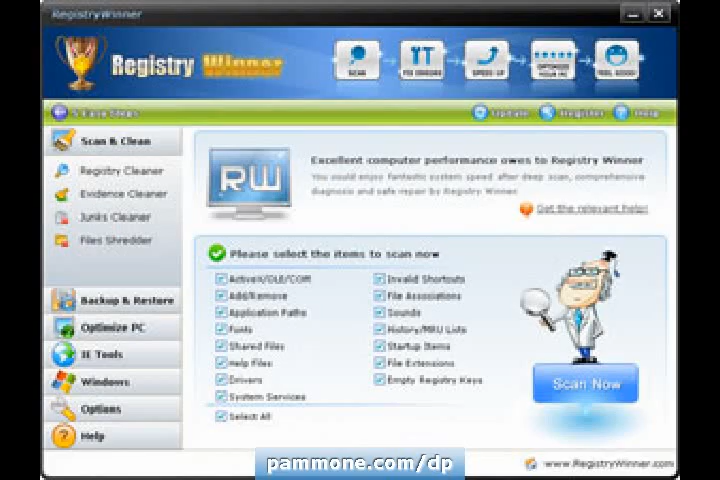 RegistryWinner
Registry Winner
SCAN
FIX ERRORS
SPEED UP
OPTIMIZE YOUR PC
FEEL GOOD
5 Easy Steps
Update
Register
Help
Scan & Clean
Registry Cleaner
Evidence Cleaner
Junks Cleaner
Files Shredder
Backup & Restore
Optimize PC
IE Tools
Windows
Options
Help
RW
Excellent computer performance owes to Registry Winner
You could enjoy fantastic system speed after deep scan, comprehensive
diagnosis and safe repair by Registry Winner.
Get the relevant help!
Please select the items to scan now
ActiveX/OLE/COM
Invalid Shortcuts
Add/Remove
File Associations
Application Paths
Sounds
Fonts
History/MRU Lists
Shared Files
Startup Items
Help Files
File Extensions
Drivers
Empty Registry Keys
System Services
Select All
Scan Now
pammone.com/dp
www.RegistryWinner.com